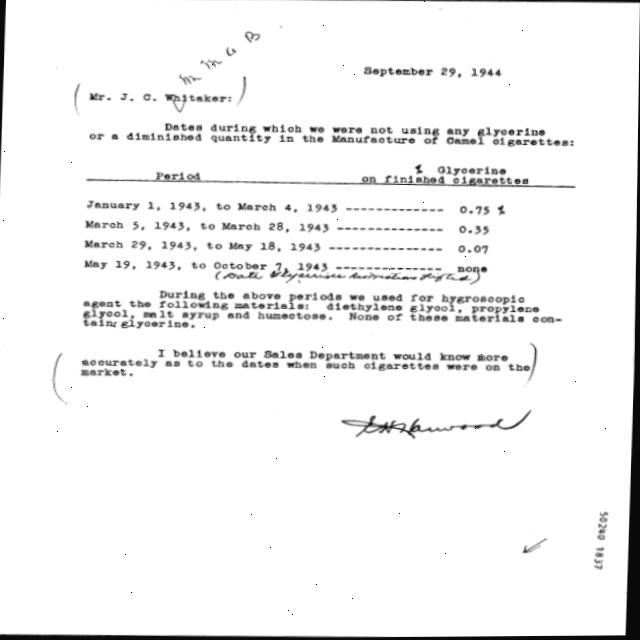 M M G B
September 29, 1944
Mr. J. C. Whitaker:
Dates during which we were not using any glycerine
or a diminished quantity in the Manufacture of Camel cigarettes:
% Glycerine
Period on finished cigarettes
January 1, 1943, to March 4, 1943 ------------- 0.75 %
March 5, 1943, to March 28, 1943 -------------- 0.35
March 29, 1943, to May 18, 1943 --------------- 0.07
May 19, 1943, to October 7, 1943 -------------- none
(Date Glycerine Restriction lifted)
During the above periods we used for hygroscopic
agent the following materials: diethylene glycol, propylene
glycol, malt syrup and humectose. None of these materials con-
tain glycerine.
I believe our Sales Department would know more
accurately as to the dates when such cigarettes were on the
market.
EH Harwood
50240 1837